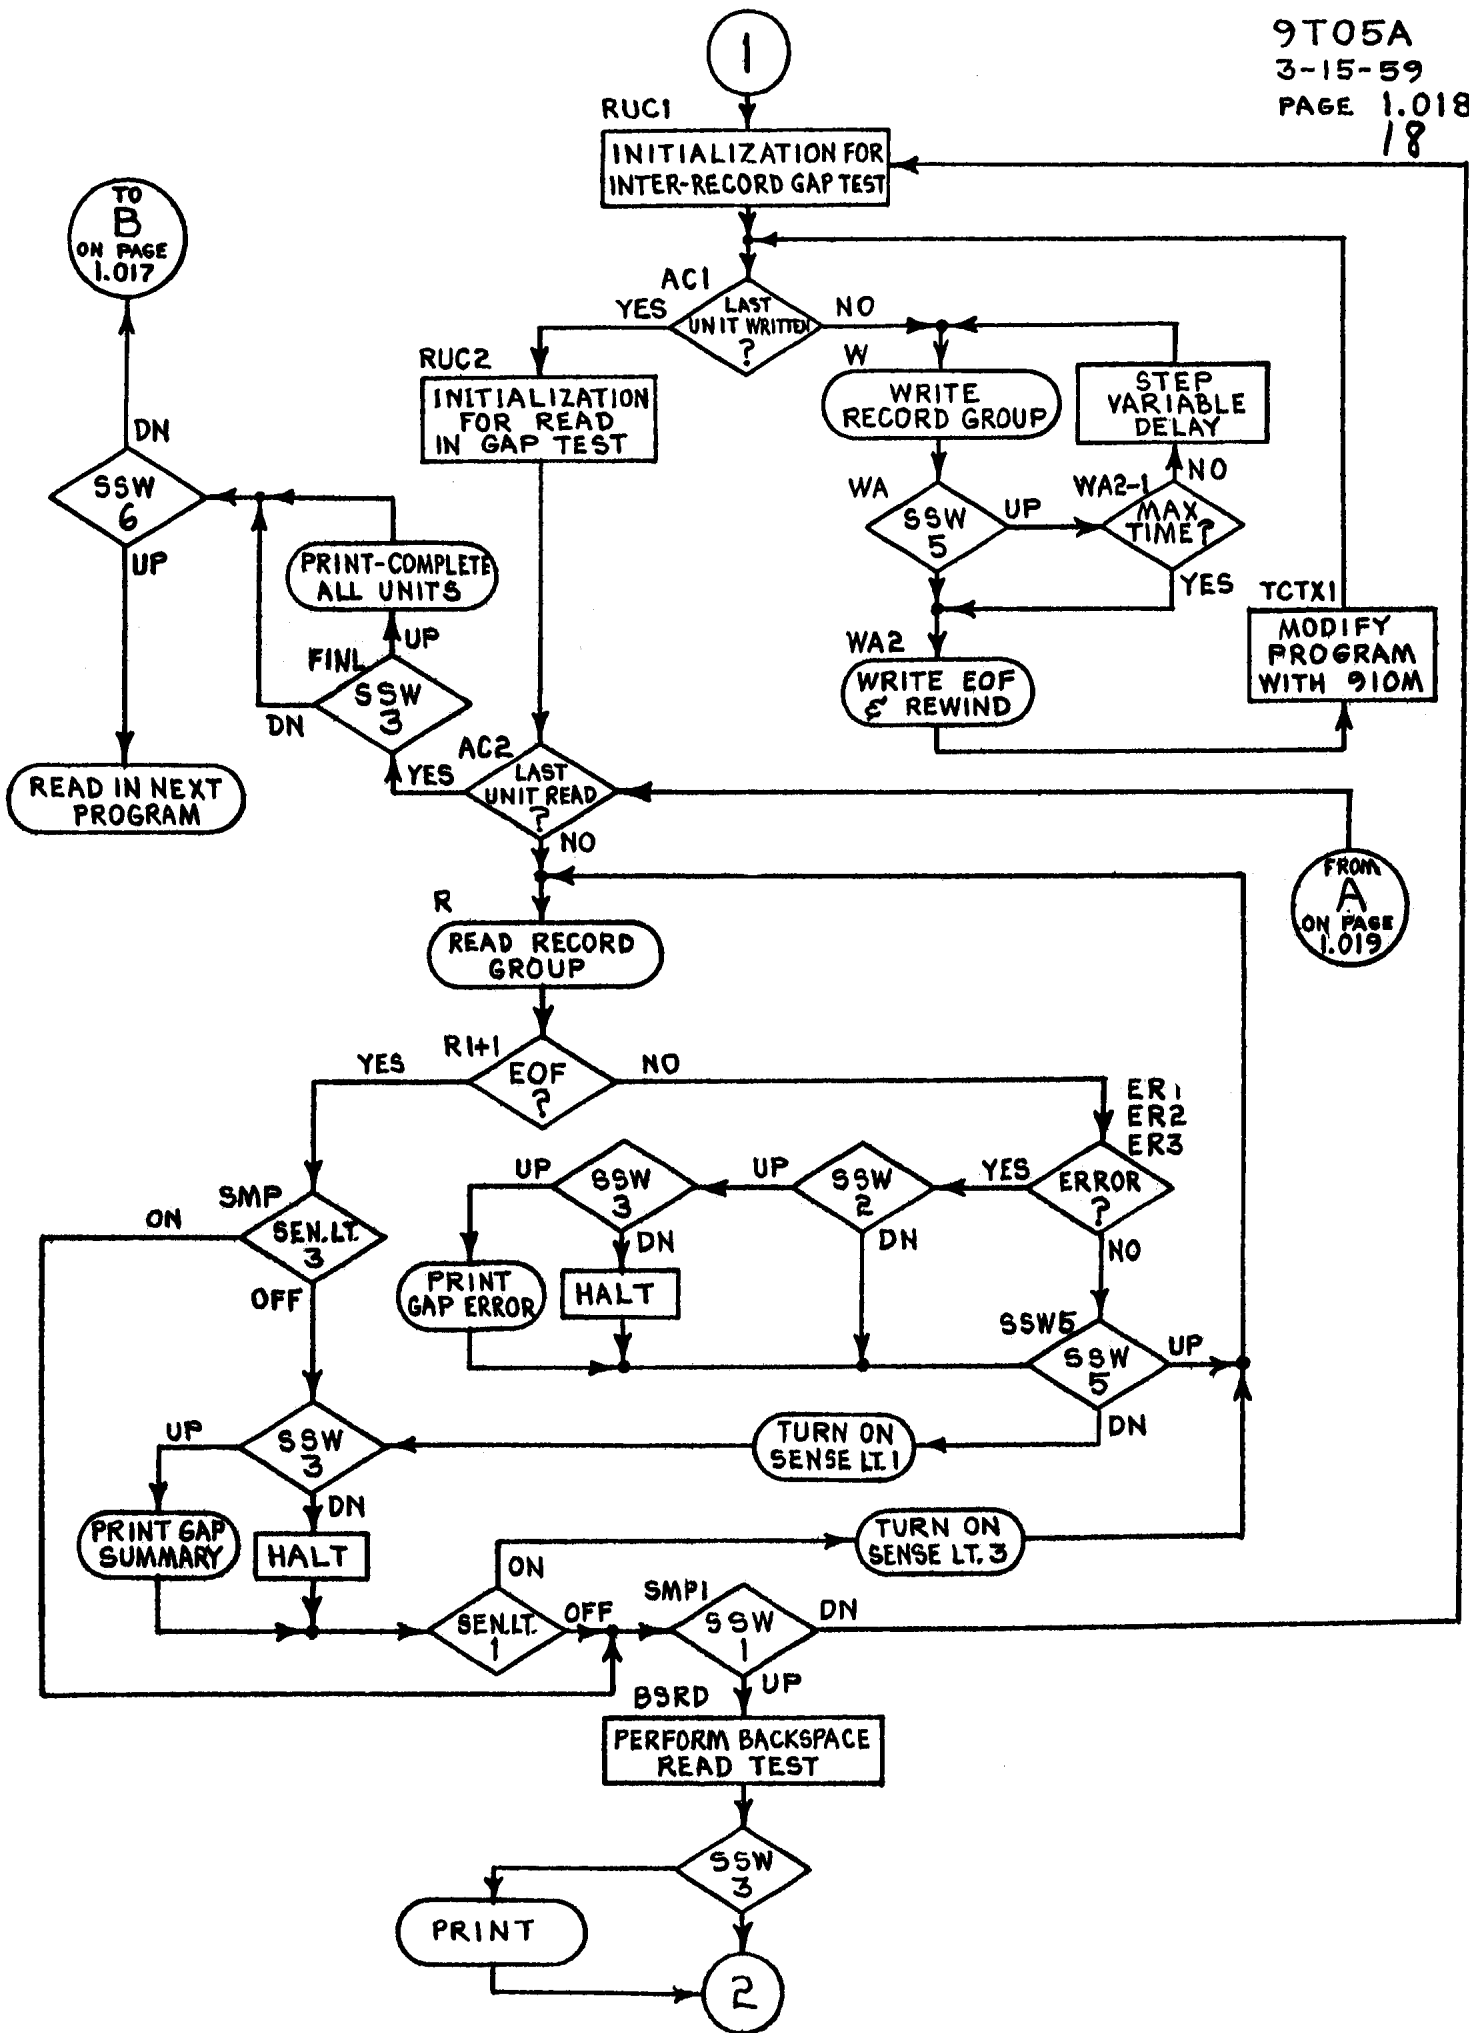 1
9T05A
3-15-59
PAGE 1.018
18
RUC1
INITIALIZATION FOR
INTER-RECORD GAP TEST
TO
B
ON PAGE
1.017
AC1
LAST
UNIT WRITTEN
?
YES
NO
RUC2
INITIALIZATION
FOR READ
IN GAP TEST
W
WRITE
RECORD GROUP
STEP
VARIABLE
DELAY
DN
SSW
6
UP
WA
SSW
5
UP
WA2-1
MAX
TIME?
NO
YES
PRINT-COMPLETE
ALL UNITS
UP
FINL
SSW
3
DN
WA2
WRITE EOF
& REWIND
TCTX1
MODIFY
PROGRAM
WITH 910M
READ IN NEXT
PROGRAM
AC2
LAST
UNIT READ
?
YES
NO
FROM
A
ON PAGE
1.019
R
READ RECORD
GROUP
R1+1
EOF
?
YES
NO
ER1
ER2
ER3
ERROR
?
YES
NO
SSW
2
UP
DN
SSW
3
UP
DN
PRINT
GAP ERROR
HALT
SMP
SEN.LT.
3
ON
OFF
SSW5
SSW
5
UP
DN
TURN ON
SENSE LT.1
SSW
3
UP
DN
PRINT GAP
SUMMARY
HALT
TURN ON
SENSE LT. 3
ON
SEN.LT.
1
OFF
SMP1
SSW
1
DN
UP
BSRD
PERFORM BACKSPACE
READ TEST
SSW
3
PRINT
2